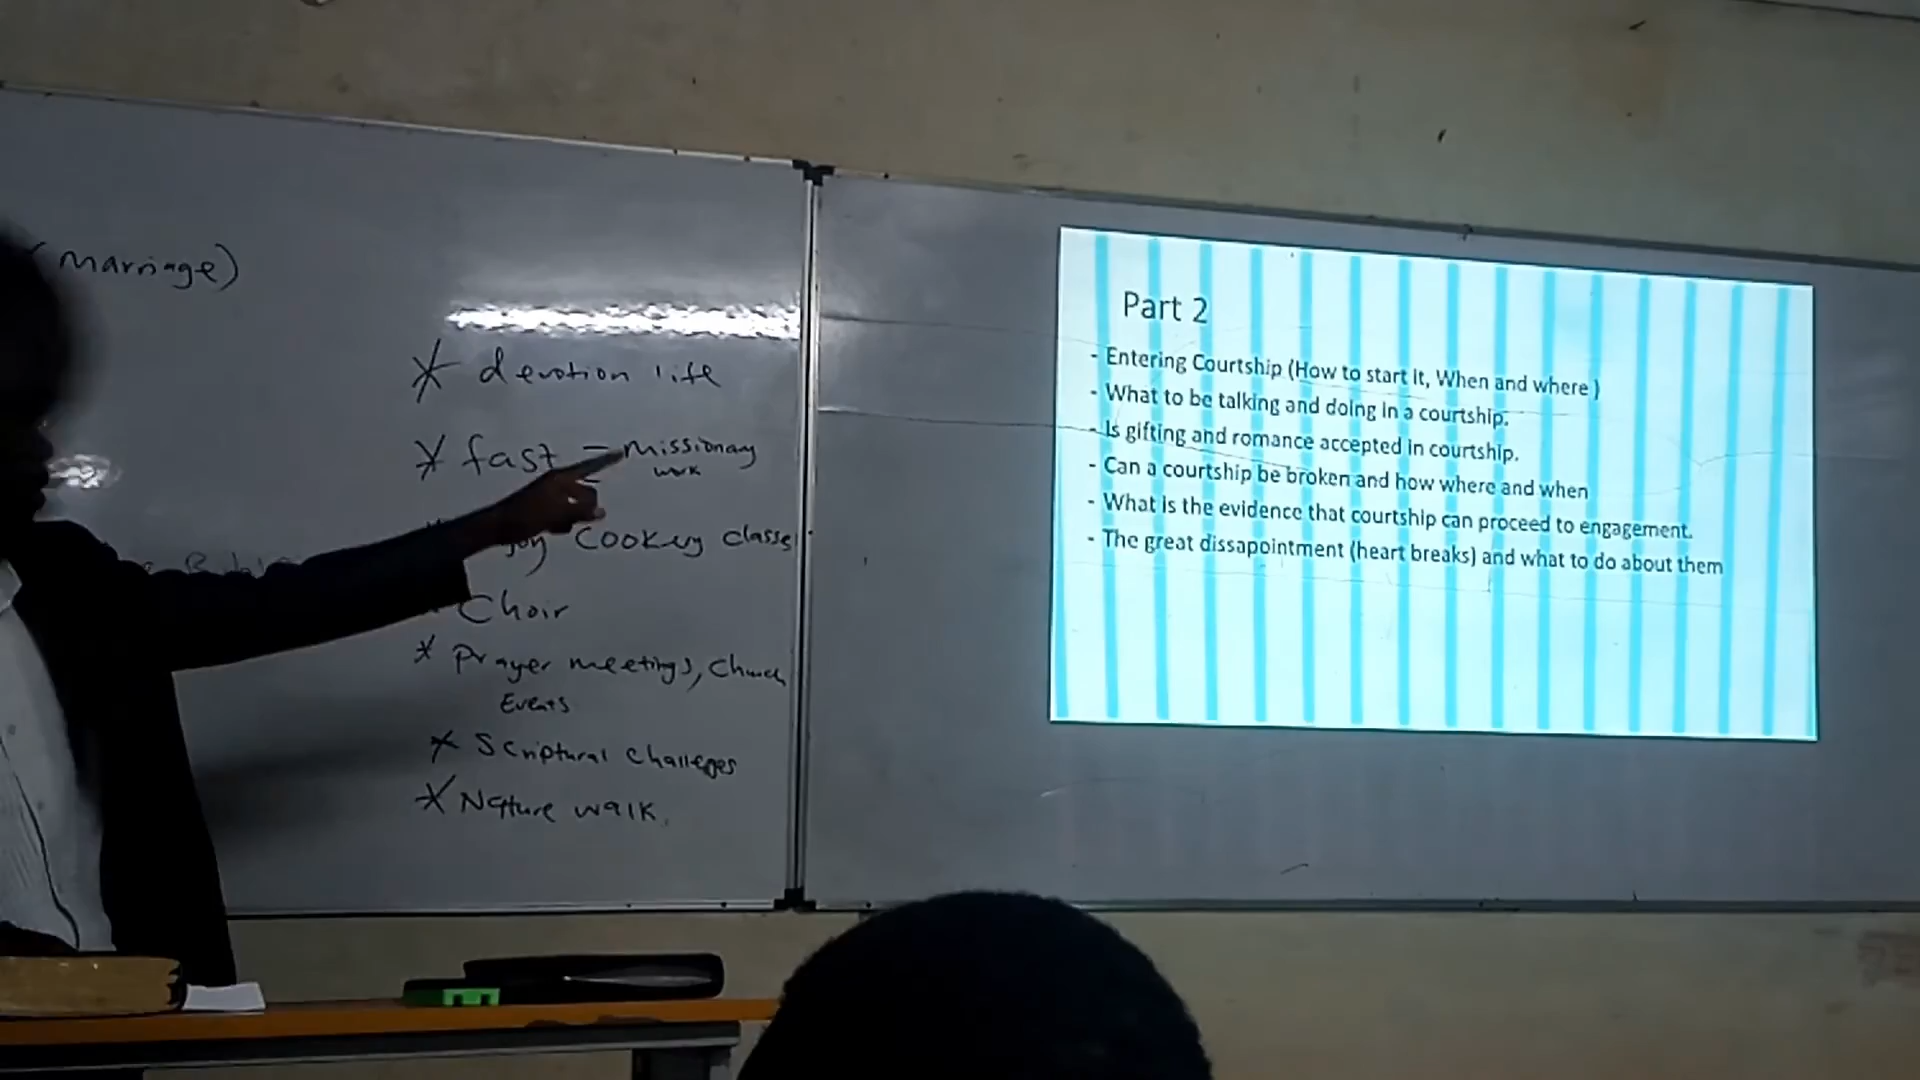 (marriage)
* devotion life
* fast - missionary
work
Cookery classes
Choir
* Prayer meetings, Church
Events
* Scriptural challeges
* Nature walk.
Part 2
- Entering Courtship (How to start it, When and where )
- What to be talking and doing in a courtship.
- Is gifting and romance accepted in courtship.
- Can a courtship be broken and how where and when
- What is the evidence that courtship can proceed to engagement.
- The great dissapointment (heart breaks) and what to do about them